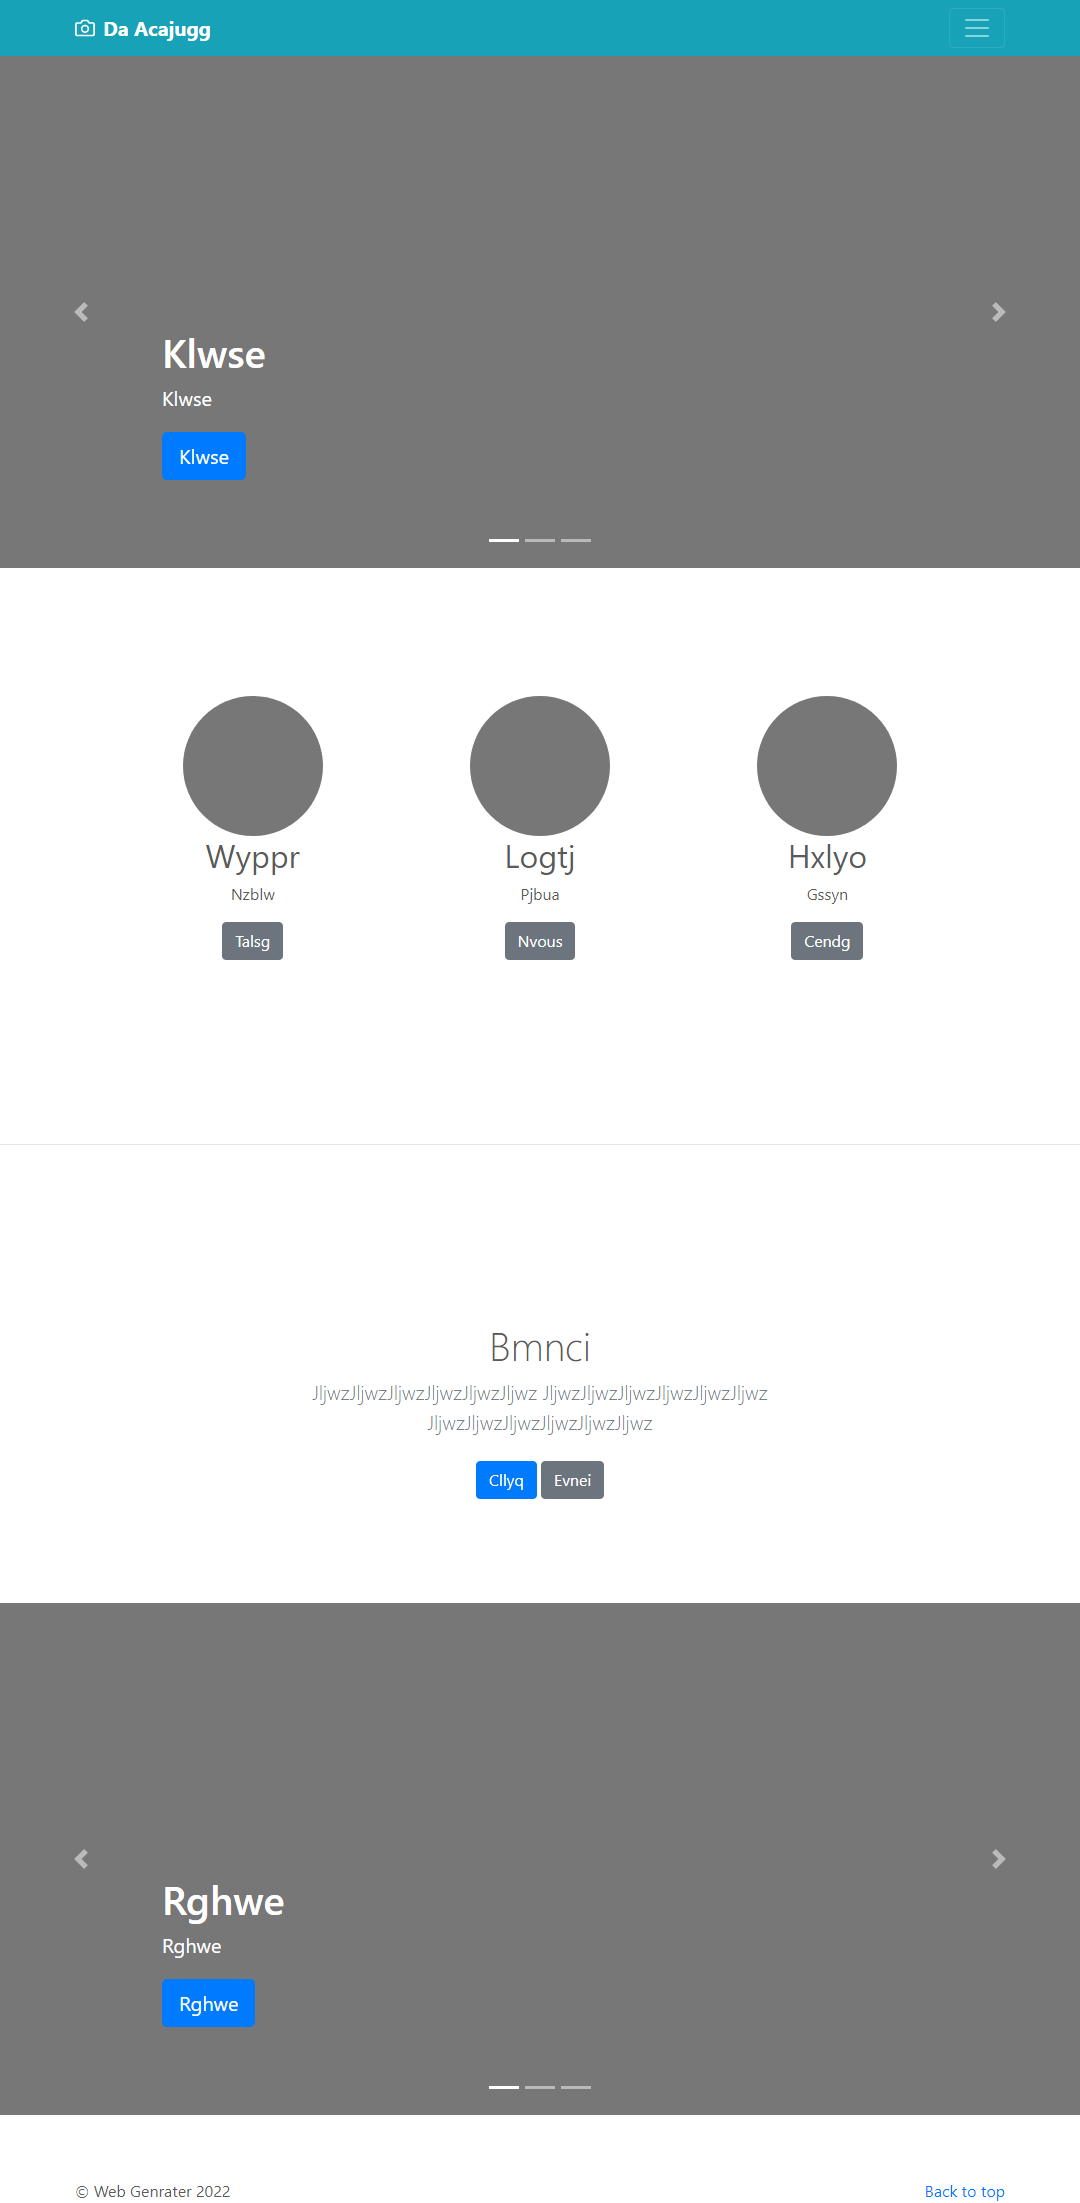 Da Acajugg
Klwse
Klwse
Klwse
Wyppr
Nzblw
Talsg
Logtj
Pjbua
Nvous
Hxlyo
Gssyn
Cendg
Bmnci
JljwzJljwzJljwzJljwzJljwzJljwz JljwzJljwzJljwzJljwzJljwzJljwz
JljwzJljwzJljwzJljwzJljwzJljwz
Cllyq
Evnei
Rghwe
Rghwe
Rghwe
© Web Genrater 2022
Back to top